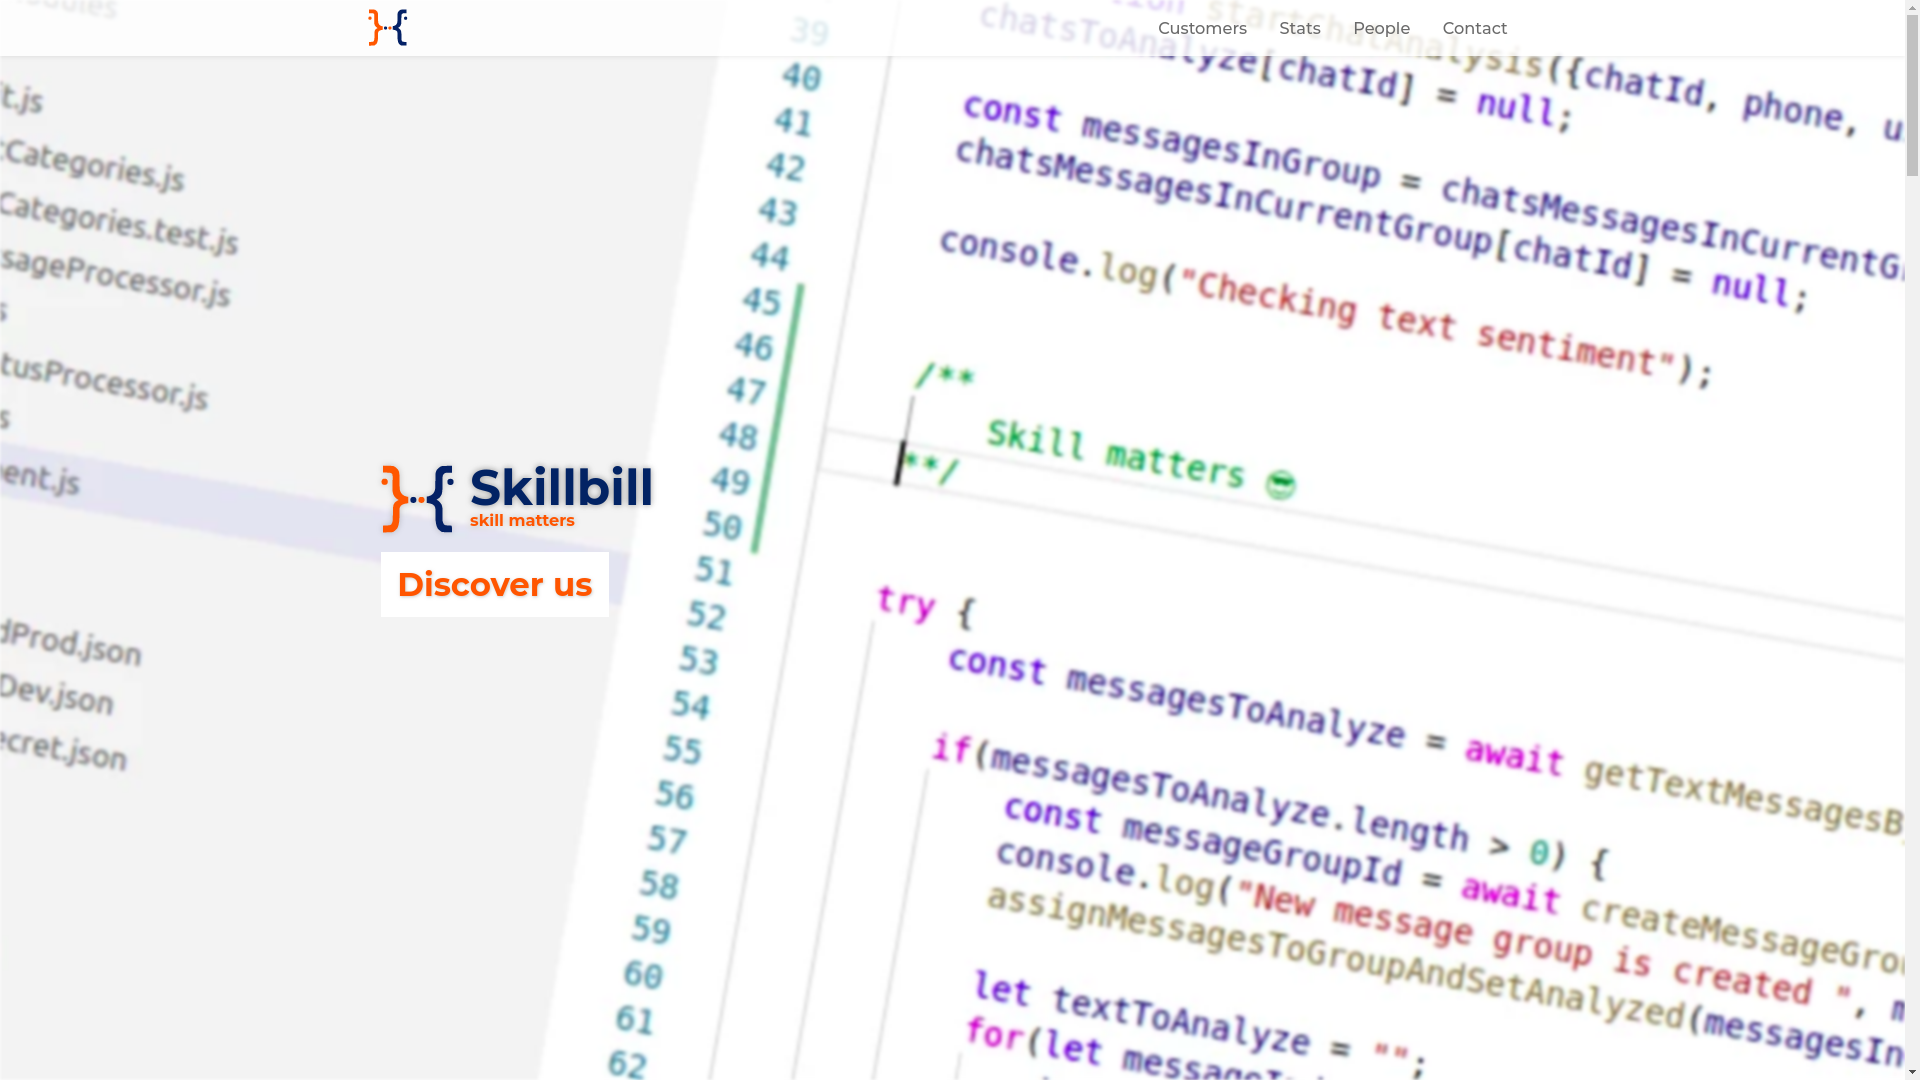 Customers
Stats
People
Contact
39
40
41
42
43
44
45
46
47
48
49
50
51
52
53
54
55
56
57
58
59
60
61
62
t.js
Categories.js
Categories.test.js
sageProcessor.js
tusProcessor.js
ent.js
dProd.json
Dev.json
ecret.json
startChatAnalysis({chatId, phone,
chatsToAnalyze[chatId] = null;
const messagesInGroup = chatsMessagesInCurrentG
chatsMessagesInCurrentGroup[chatId] = null;
console.log("Checking text sentiment");
/**
Skill matters 😎
**/
try {
const messagesToAnalyze = await getTextMessagesB
if(messagesToAnalyze.length > 0) {
const messageGroupId = await createMessageGro
console.log("New message group is created ",
assignMessagesToGroupAndSetAnalyzed(messagesIn
let textToAnalyze = "";
for(let
Skillbill
skill matters
Discover us